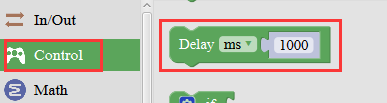 In/Out
Control
Math
Delay ms 1000
if